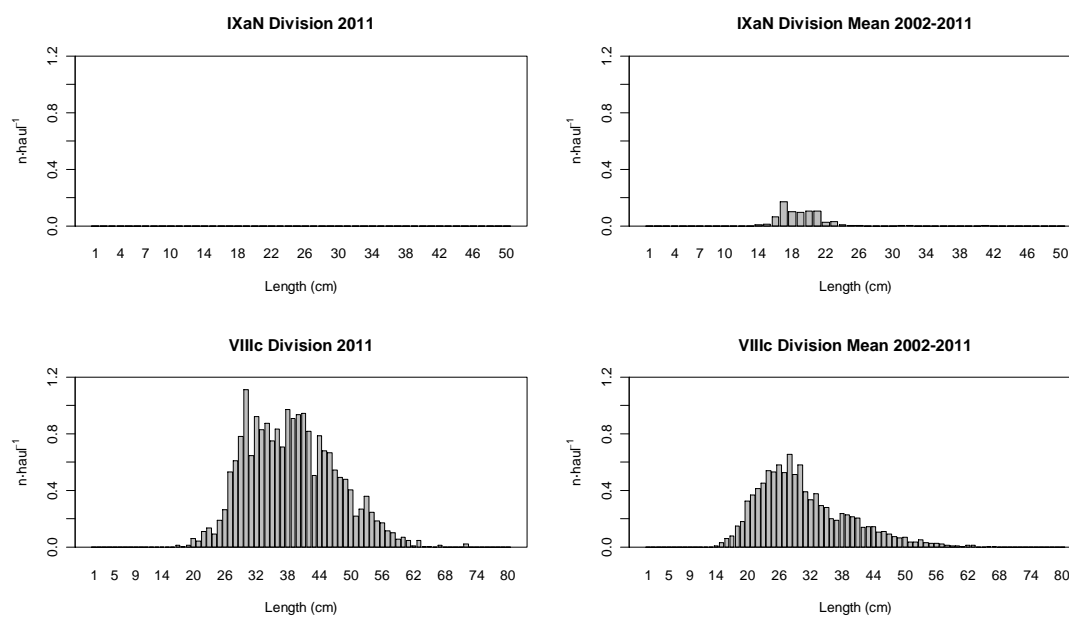 IXaN Division 2011
n·haul⁻¹
0.0 0.4 0.8 1.2
1 4 7 10 14 18 22 26 30 34 38 42 46 50
Length (cm)
IXaN Division Mean 2002-2011
n·haul⁻¹
0.0 0.4 0.8 1.2
1 4 7 10 14 18 22 26 30 34 38 42 46 50
Length (cm)
VIIIc Division 2011
n·haul⁻¹
0.0 0.4 0.8 1.2
1 5 9 14 20 26 32 38 44 50 56 62 68 74 80
Length (cm)
VIIIc Division Mean 2002-2011
n·haul⁻¹
0.0 0.4 0.8 1.2
1 5 9 14 20 26 32 38 44 50 56 62 68 74 80
Length (cm)